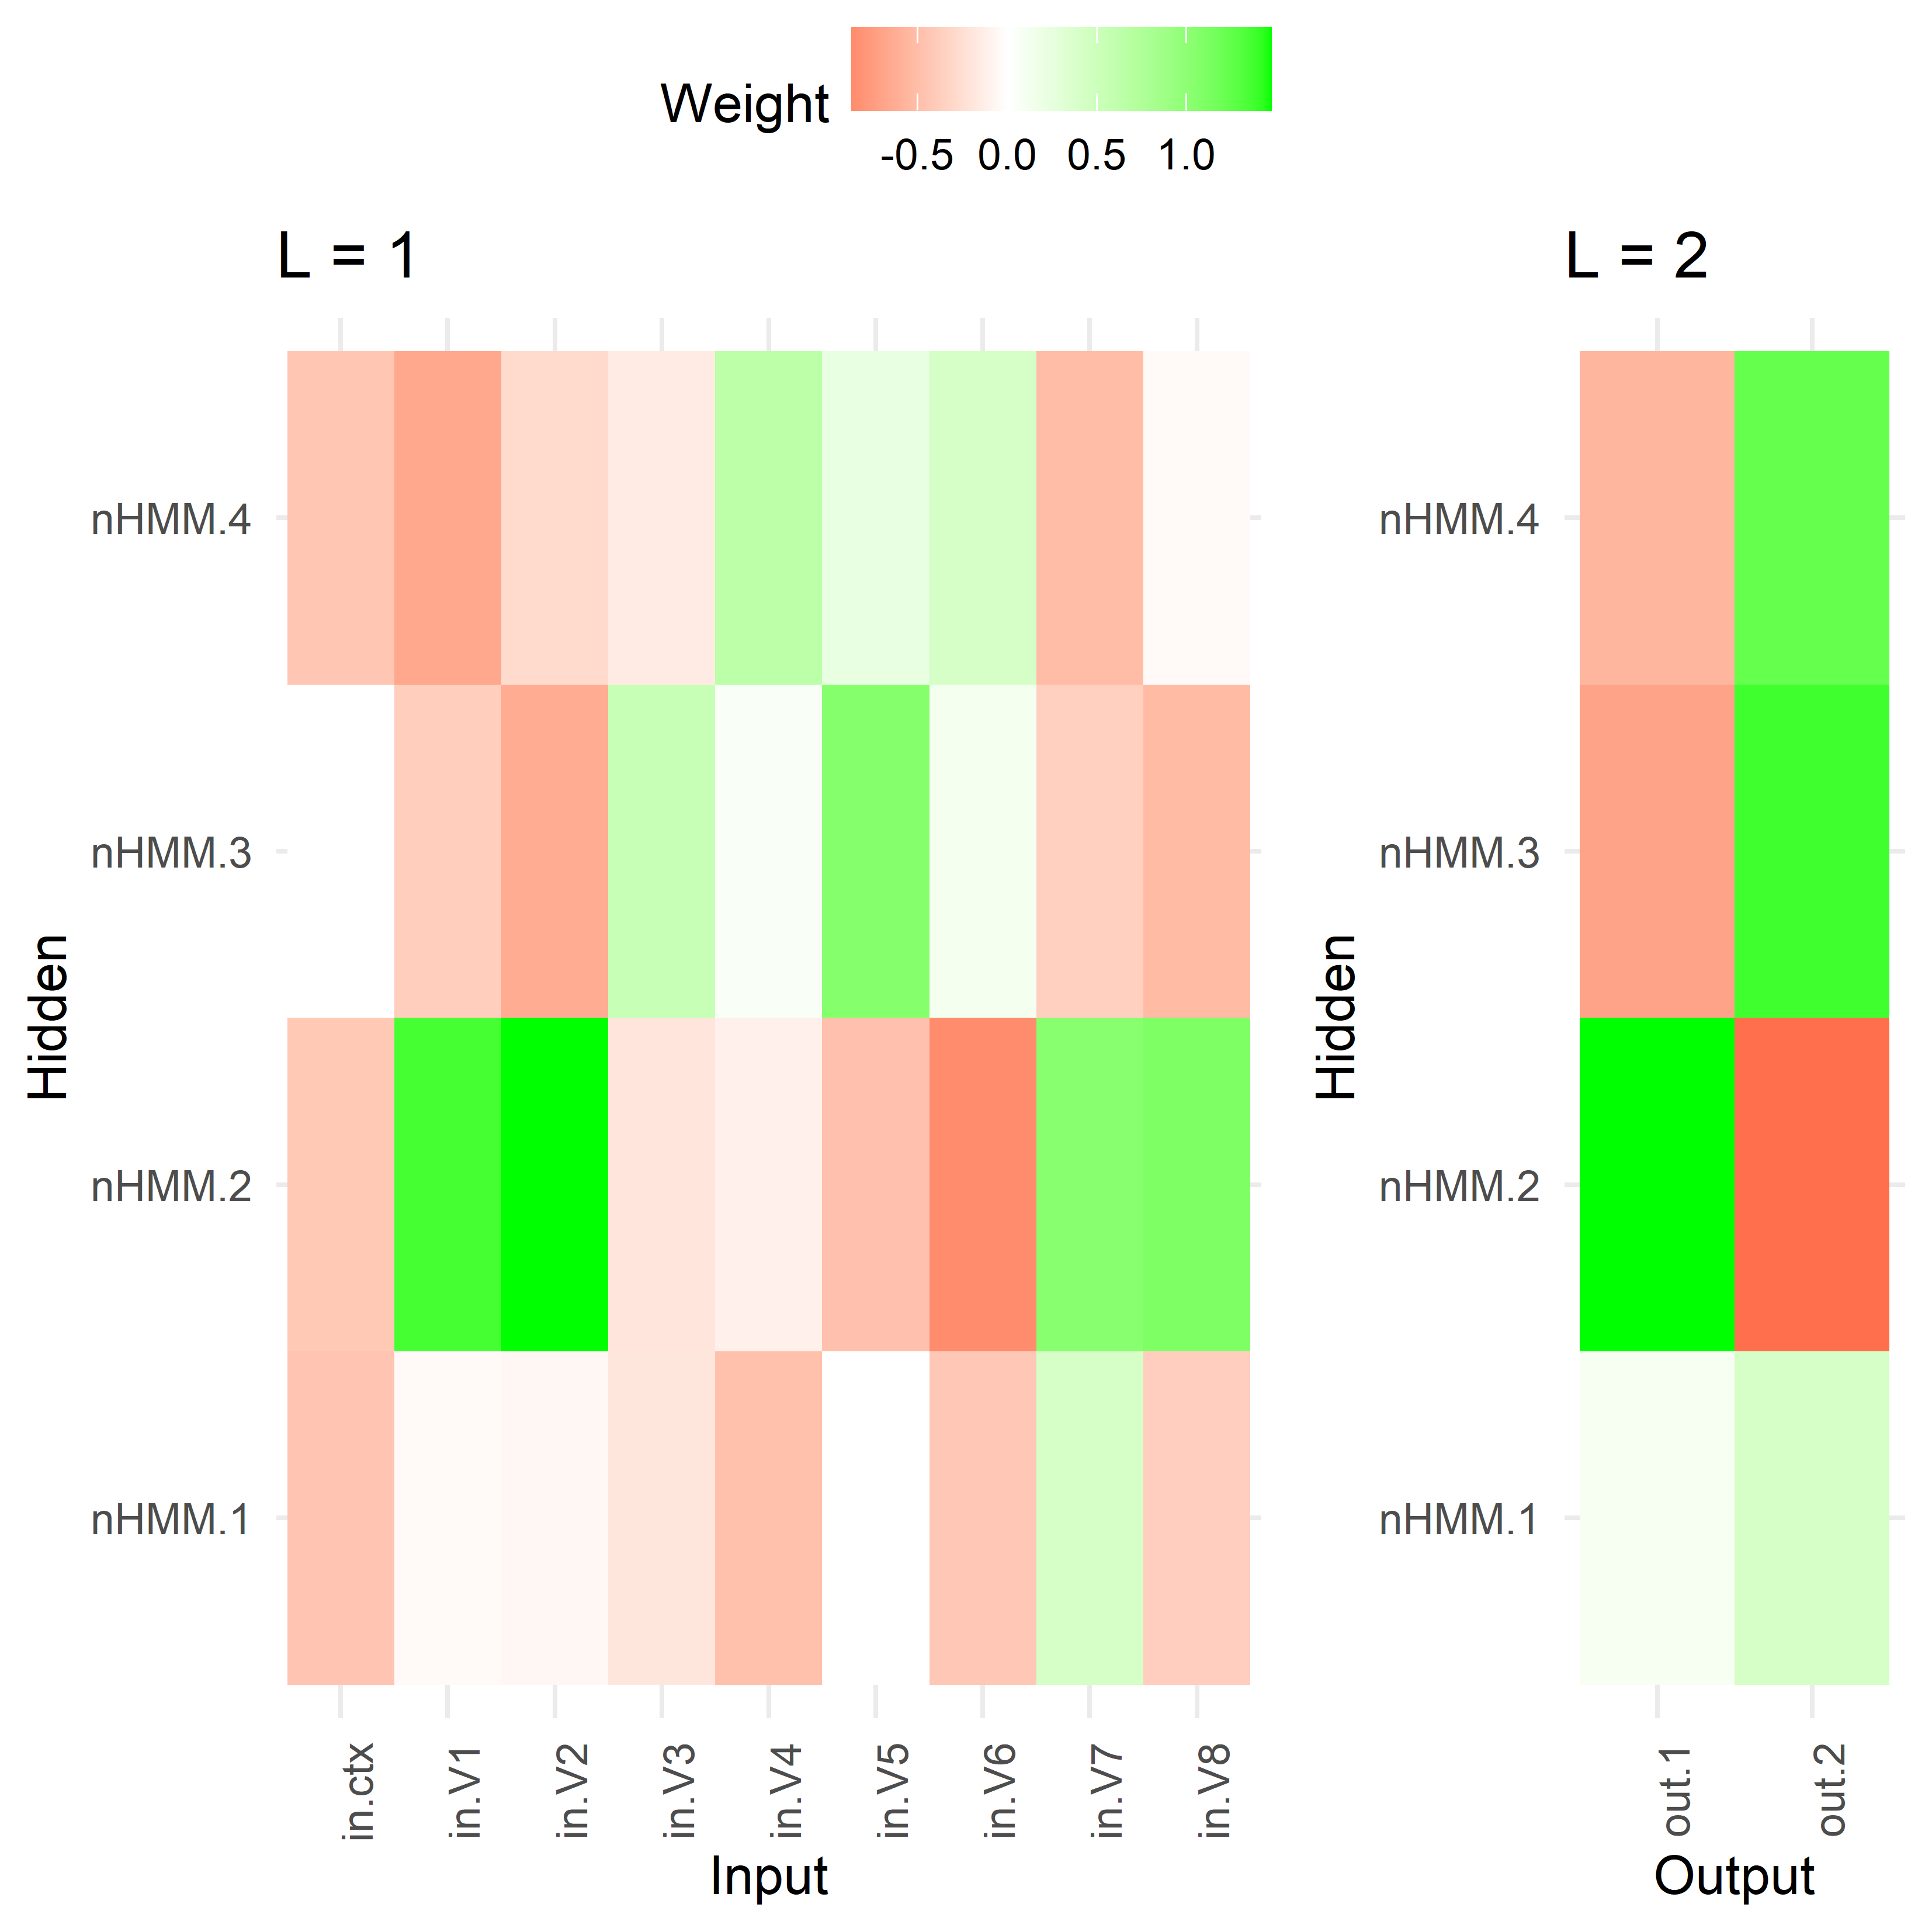 Weight
-0.5 0.0 0.5 1.0
L = 1
L = 2
Hidden
nHMM.4
nHMM.3
nHMM.2
nHMM.1
in.ctx in.V1 in.V2 in.V3 in.V4 in.V5 in.V6 in.V7 in.V8
Input
Hidden
nHMM.4
nHMM.3
nHMM.2
nHMM.1
out.1 out.2
Output